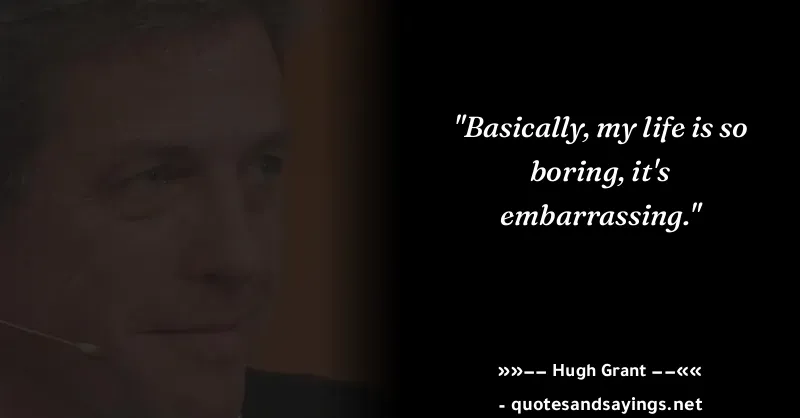 "Basically, my life is so
boring, it's
embarrassing."
»»−− Hugh Grant −−««
- quotesandsayings.net